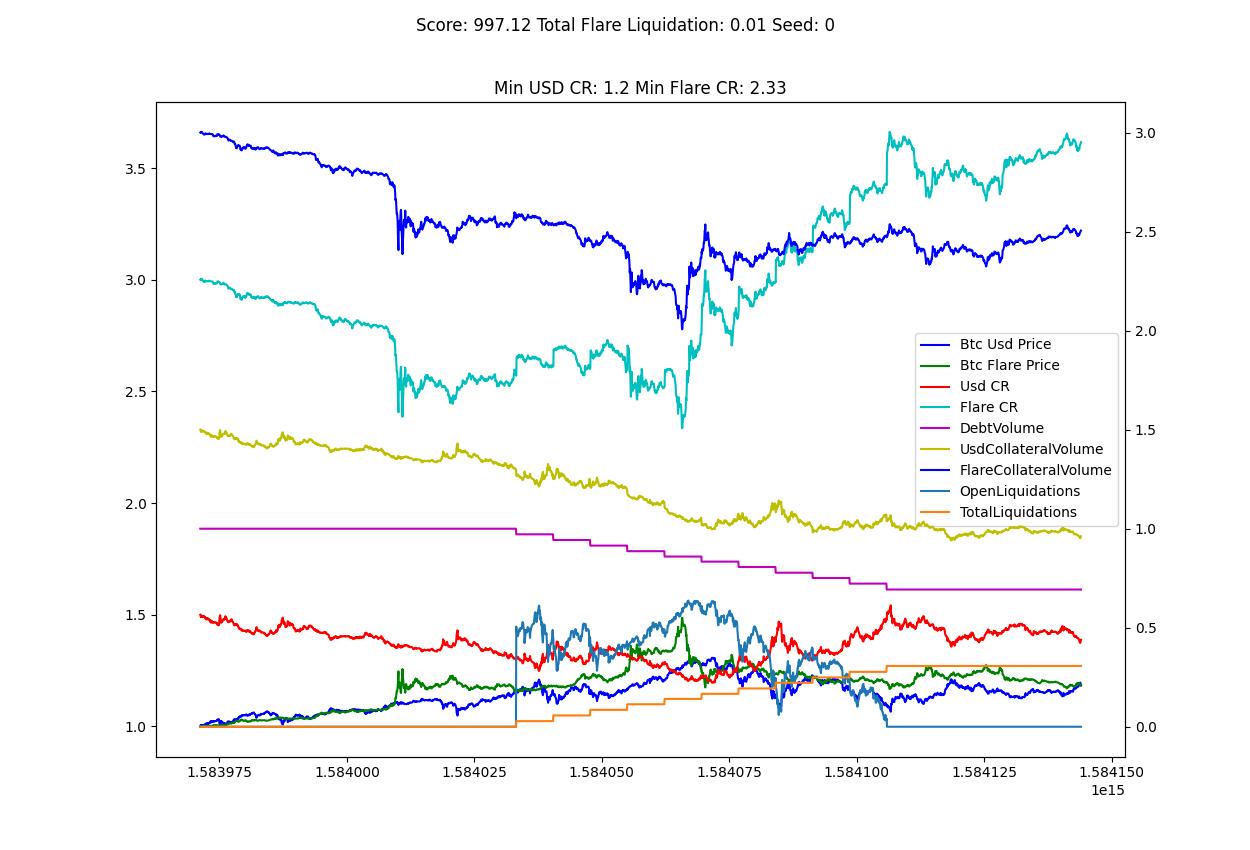 Score: 997.12 Total Flare Liquidation: 0.01 Seed: 0
Min USD CR: 1.2 Min Flare CR: 2.33
3.5
3.0
2.5
2.0
1.5
1.0
3.0
2.5
2.0
1.5
1.0
0.5
0.0
Btc Usd Price
Btc Flare Price
Usd CR
Flare CR
DebtVolume
UsdCollateralVolume
FlareCollateralVolume
OpenLiquidations
TotalLiquidations
1.583975 1.584000 1.584025 1.584050 1.584075 1.584100 1.584125 1.584150
1e15